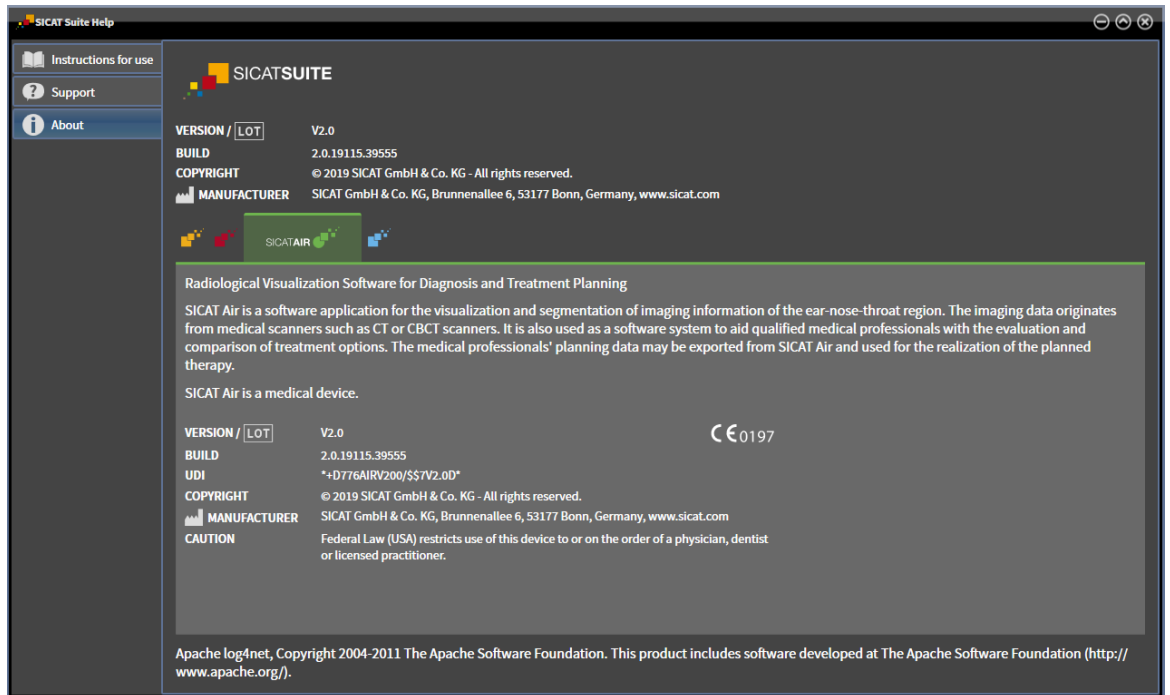 SICAT Suite Help
Instructions for use
Support
About
SICATSUITE
VERSION / LOT V2.0
BUILD 2.0.19115.39555
COPYRIGHT © 2019 SICAT GmbH & Co. KG - All rights reserved.
MANUFACTURER SICAT GmbH & Co. KG, Brunnenallee 6, 53177 Bonn, Germany, www.sicat.com
SICATAIR
Radiological Visualization Software for Diagnosis and Treatment Planning
SICAT Air is a software application for the visualization and segmentation of imaging information of the ear-nose-throat region. The imaging data originates
from medical scanners such as CT or CBCT scanners. It is also used as a software system to aid qualified medical professionals with the evaluation and
comparison of treatment options. The medical professionals' planning data may be exported from SICAT Air and used for the realization of the planned
therapy.
SICAT Air is a medical device.
VERSION / LOT V2.0
CE0197
BUILD 2.0.19115.39555
UDI *+D776AIRV200/$$7V2.0D*
COPYRIGHT © 2019 SICAT GmbH & Co. KG - All rights reserved.
MANUFACTURER SICAT GmbH & Co. KG, Brunnenallee 6, 53177 Bonn, Germany, www.sicat.com
CAUTION Federal Law (USA) restricts use of this device to or on the order of a physician, dentist
or licensed practitioner.
Apache log4net, Copyright 2004-2011 The Apache Software Foundation. This product includes software developed at The Apache Software Foundation (http://
www.apache.org/).